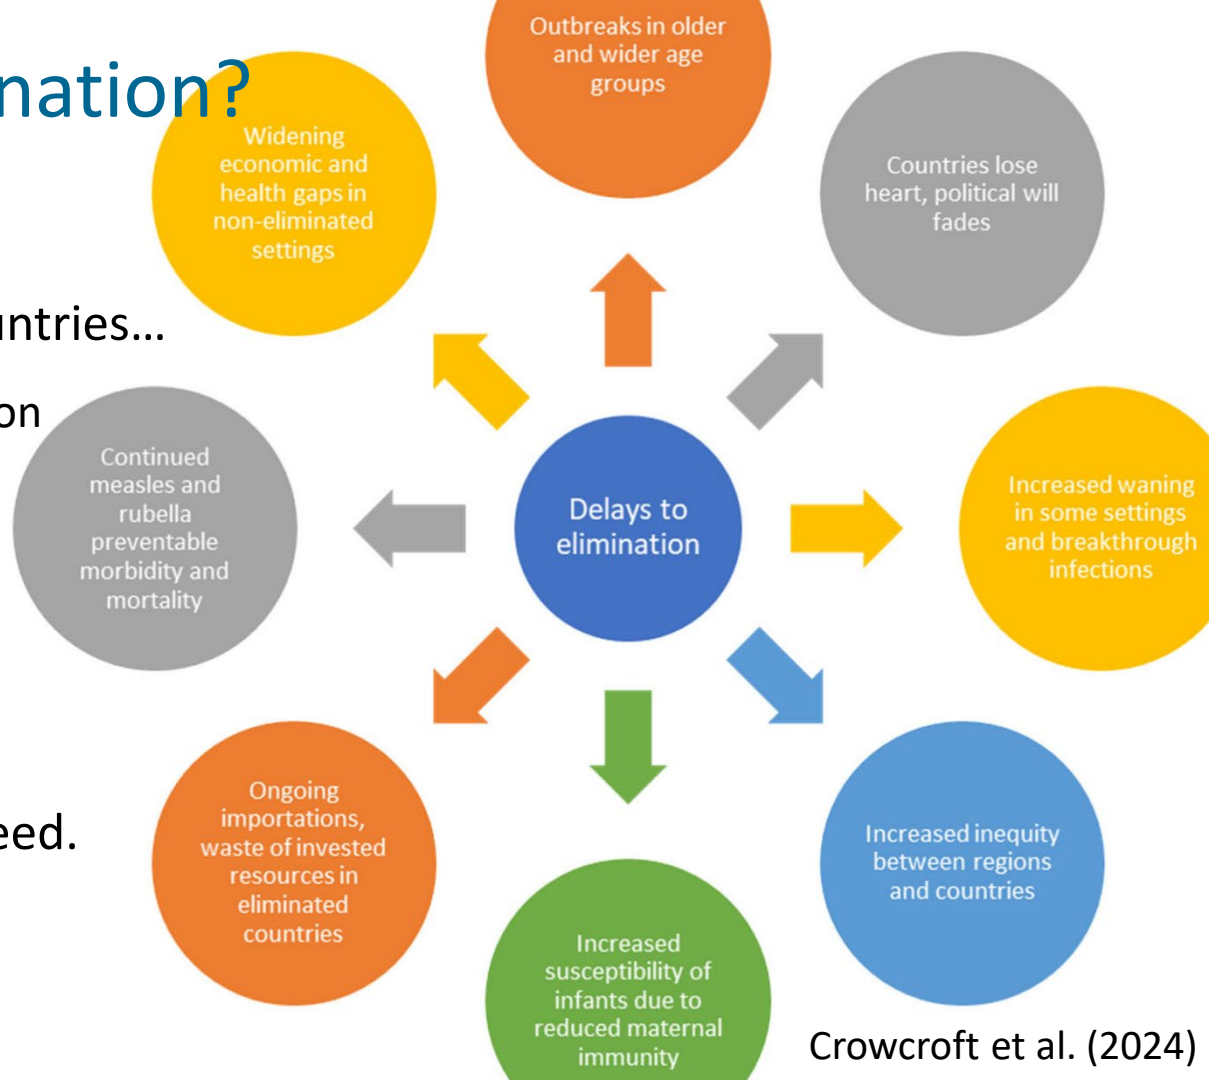 nation?
untries...
on
eed.
Outbreaks in older
and wider age
groups
Countries lose
heart, political will
fades
Increased waning
in some settings
and breakthrough
infections
Increased inequity
between regions
and countries
Increased
susceptibility of
infants due to
reduced maternal
immunity
Ongoing
importations,
waste of invested
resources in
eliminated
countries
Continued
measles and
rubella
preventable
morbidity and
mortality
Widening
economic and
health gaps in
non-eliminated
settings
Delays to
elimination
Crowcroft et al. (2024)